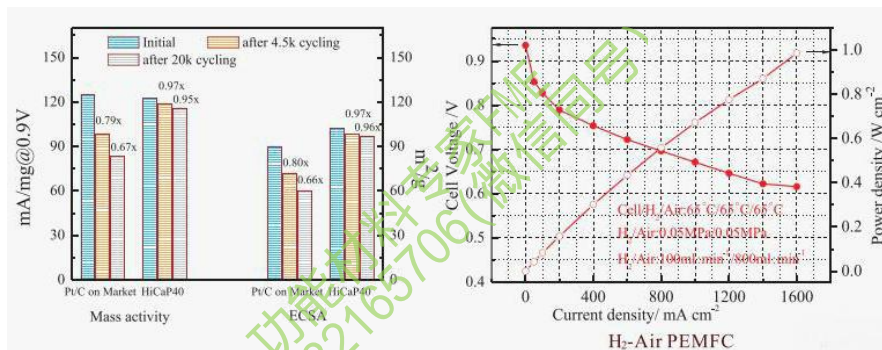 150
120
90
60
30
0
mA/mg@0.9V
Initial
after 4.5k cycling
after 20k cycling
0.79x
0.67x
0.97x
0.95x
0.80x
0.66x
0.97x
0.96x
Pt/C on Market
HiCaP40
Pt/C on Market
HiCaP40
Mass activity
ECSA
150
120
90
60
30
0
0.9
0.8
0.7
0.6
0.5
0.4
Cell Voltage /V
1.0
0.8
0.6
0.4
0.2
0.0
Power density /W cm-2
Cell/H2/Air:65°C/65°C/65°C
H2/Air:0.05MPa/0.05MPa
H2/Air:100mL min-1/800mL min-1
0
400
800
1200
1600
Current density/ mA cm-2
H2-Air PEMFC
功能材料专家
(微信同号)